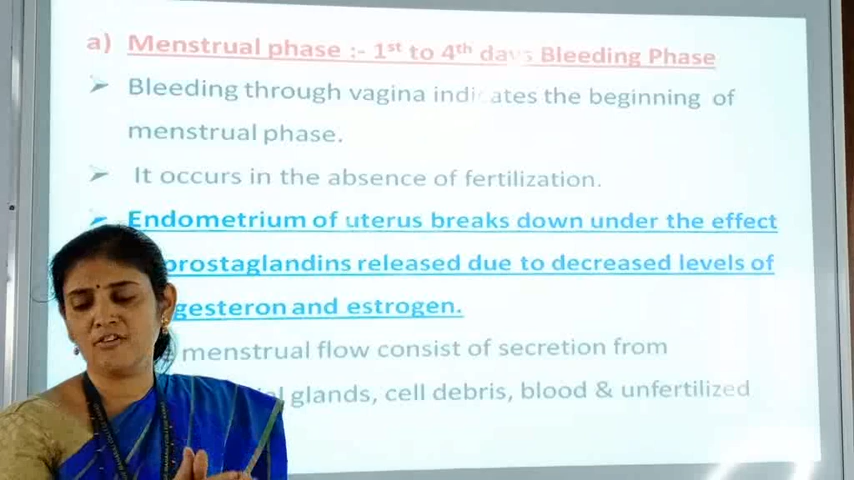 a) Menstrual phase :- 1st to 4th days Bleeding Phase
➢ Bleeding through vagina indicates the beginning of
menstrual phase.
➢ It occurs in the absence of fertilization.
➢ Endometrium of uterus breaks down under the effect
prostaglandins released due to decreased levels of
gesteron and estrogen.
menstrual flow consist of secretion from
glands, cell debris, blood & unfertilized